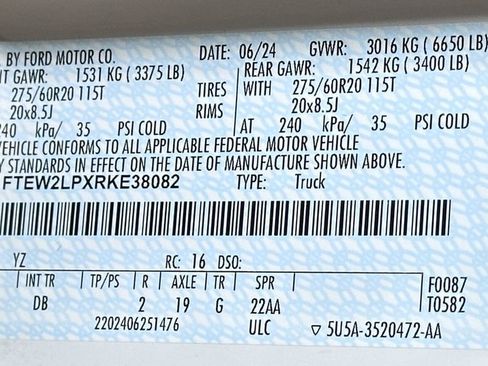 . BY FORD MOTOR CO. DATE: 06/24 GVWR: 3016 KG ( 6650 LB)
NT GAWR: 1531 KG ( 3375 LB) REAR GAWR: 1542 KG ( 3400 LB)
275/60R20 115T TIRES WITH 275/60R20 115T
20x8.5J RIMS 20x8.5J
240 kPa/ 35 PSI COLD AT 240 kPa/ 35 PSI COLD
VEHICLE CONFORMS TO ALL APPLICABLE FEDERAL MOTOR VEHICLE
Y STANDARDS IN EFFECT ON THE DATE OF MANUFACTURE SHOWN ABOVE.
FTEW2LPXRKE38082 TYPE: Truck
YZ RC: 16 DSO:
INT TR TP/PS R AXLE TR SPR F0087
DB 2 19 G 22AA T0582
2202406251476 ULC ▽ 5U5A-3520472-AA